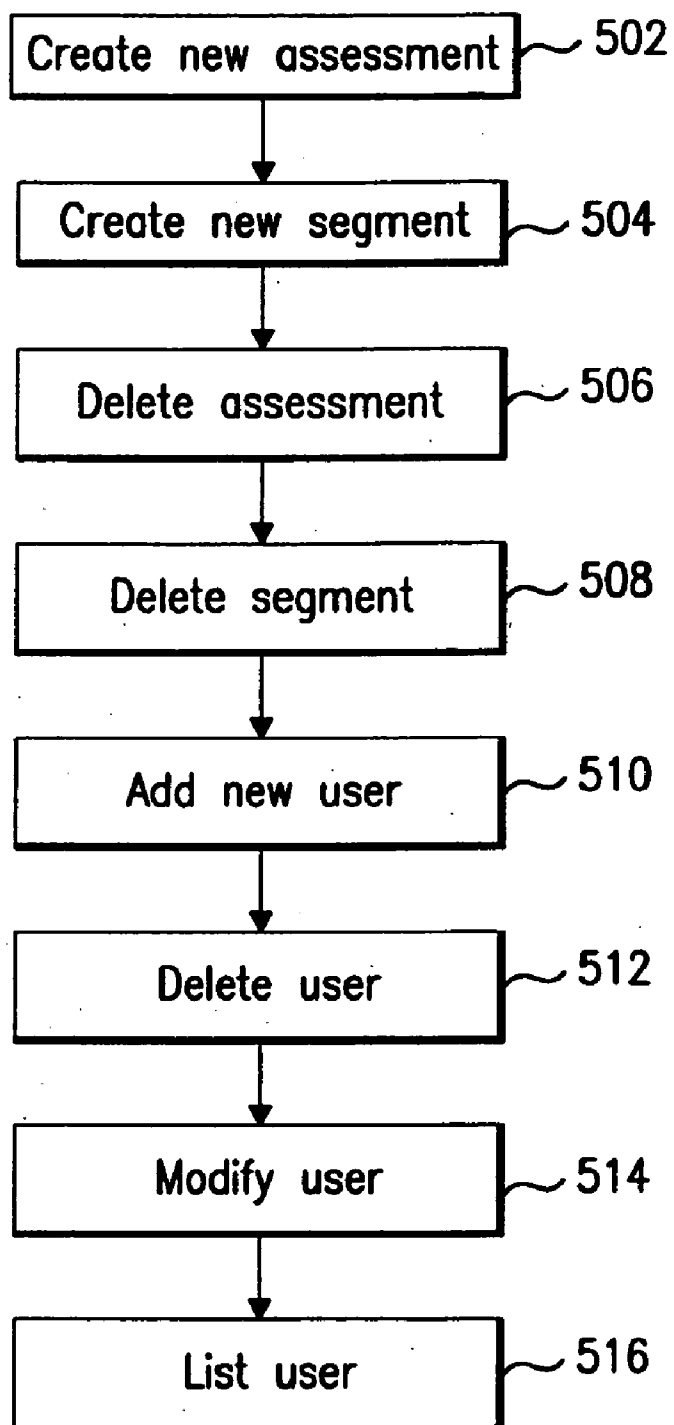 Create new assessment 502
Create new segment 504
Delete assessment 506
Delete segment 508
Add new user 510
Delete user 512
Modify user 514
List user 516